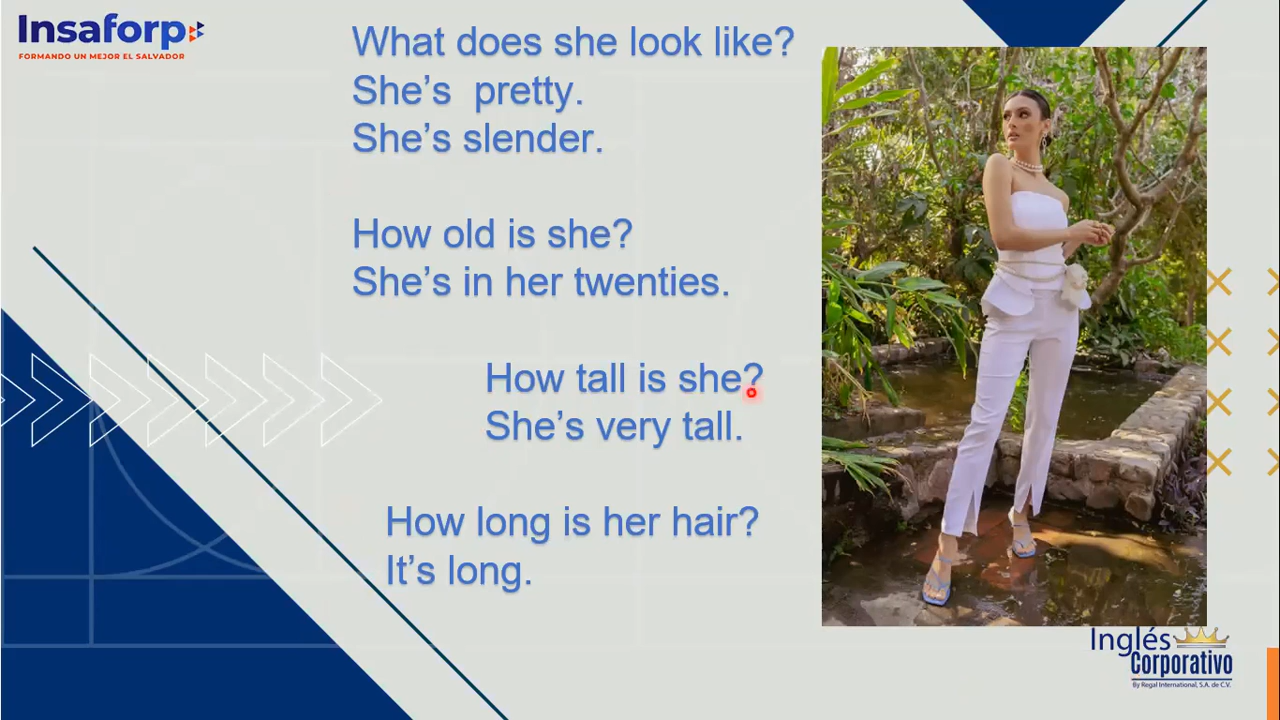 Insaforp
FORMANDO UN MEJOR EL SALVADOR
What does she look like?
She's  pretty.
She's slender.
How old is she?
She's in her twenties.
How tall is she?
She's very tall.
How long is her hair?
It's long.
Inglés
Corporativo
By Regal International, S.A. de C.V.